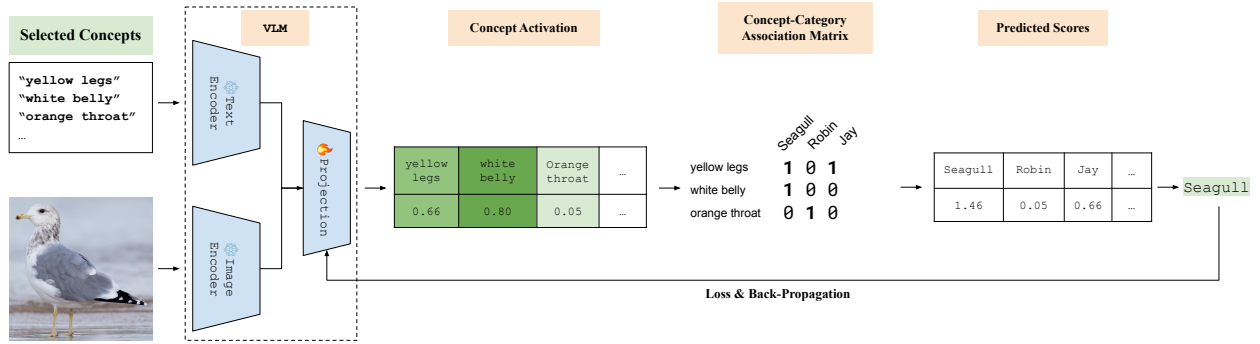 Selected Concepts
"yellow legs"
"white belly"
"orange throat"
…
VLM
Text
Encoder
Image
Encoder
Projection
Concept Activation
yellow legs
white belly
Orange throat
…
0.66
0.80
0.05
…
Concept-Category
Association Matrix
Seagull
Robin
Jay
yellow legs 1 0 1
white belly 1 0 0
orange throat 0 1 0
Predicted Scores
Seagull Robin Jay …
1.46 0.05 0.66 …
Seagull
Loss & Back-Propagation